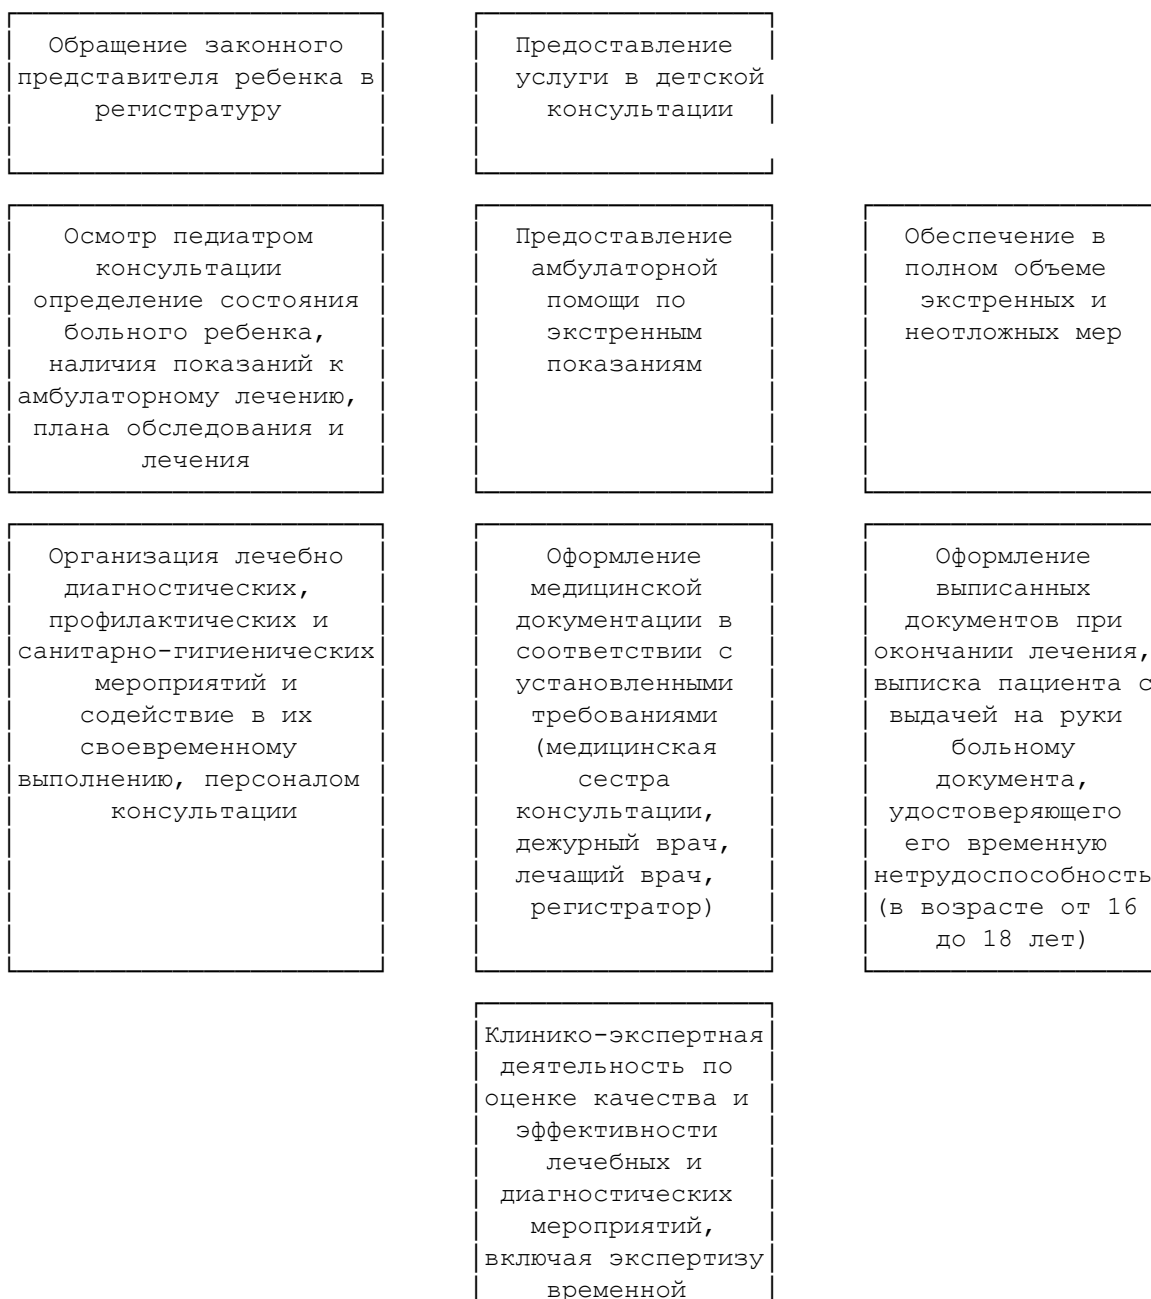 Обращение законного
представителя ребенка в
регистратуру
Предоставление
услуги в детской
консультации
Осмотр педиатром
консультации
определение состояния
больного ребенка,
наличия показаний к
амбулаторному лечению,
плана обследования и
лечения
Предоставление
амбулаторной
помощи по
экстренным
показаниям
Обеспечение в
полном объеме
экстренных и
неотложных мер
Организация лечебно
диагностических,
профилактических и
санитарно-гигиенических
мероприятий и
содействие в их
своевременному
выполнению, персоналом
консультации
Оформление
медицинской
документации в
соответствии с
установленными
требованиями
(медицинская
сестра
консультации,
дежурный врач,
лечащий врач,
регистратор)
Оформление
выписанных
документов при
окончании лечения,
выписка пациента с
выдачей на руки
больному
документа,
удостоверяющего
его временную
нетрудоспособность
(в возрасте от 16
до 18 лет)
Клинико-экспертная
деятельность по
оценке качества и
эффективности
лечебных и
диагностических
мероприятий,
включая экспертизу
временной